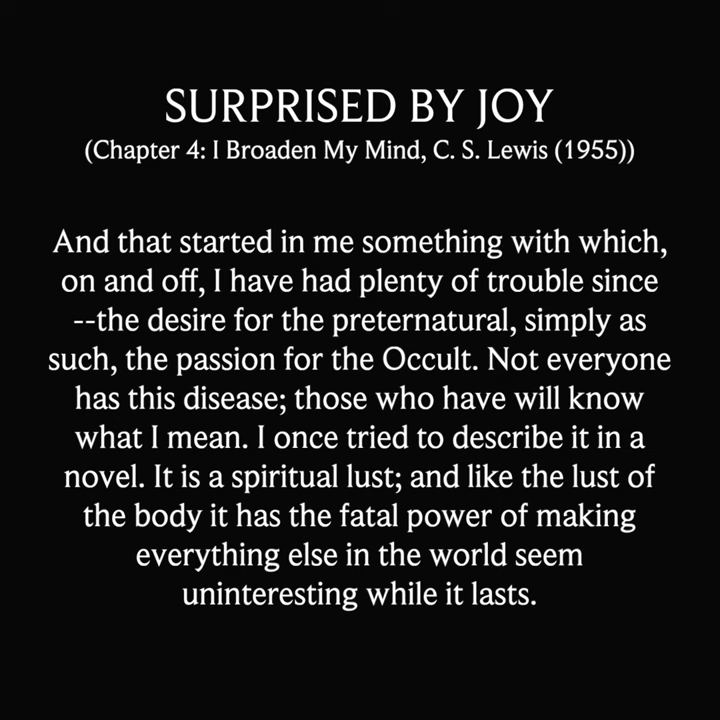 SURPRISED BY JOY
(Chapter 4: I Broaden My Mind, C. S. Lewis (1955))
And that started in me something with which,
on and off, I have had plenty of trouble since
--the desire for the preternatural, simply as
such, the passion for the Occult. Not everyone
has this disease; those who have will know
what I mean. I once tried to describe it in a
novel. It is a spiritual lust; and like the lust of
the body it has the fatal power of making
everything else in the world seem
uninteresting while it lasts.